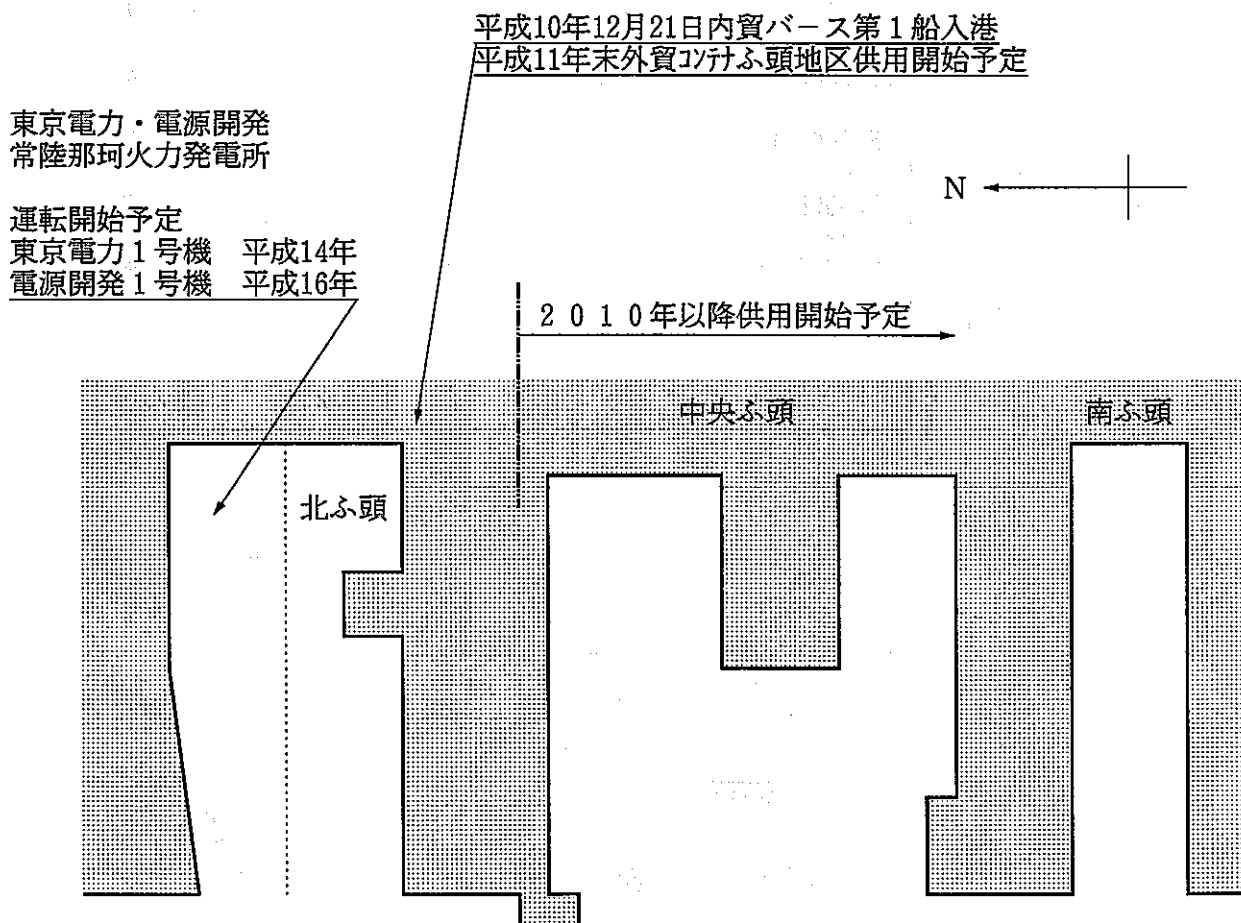 平成10年12月21日内貿バース第１船入港
平成11年末外貿ｺﾝﾃﾅふ頭地区供用開始予定
東京電力・電源開発
常陸那珂火力発電所
運転開始予定
東京電力１号機　平成14年
電源開発１号機　平成16年
N
２０１０年以降供用開始予定
中央ふ頭
南ふ頭
北ふ頭